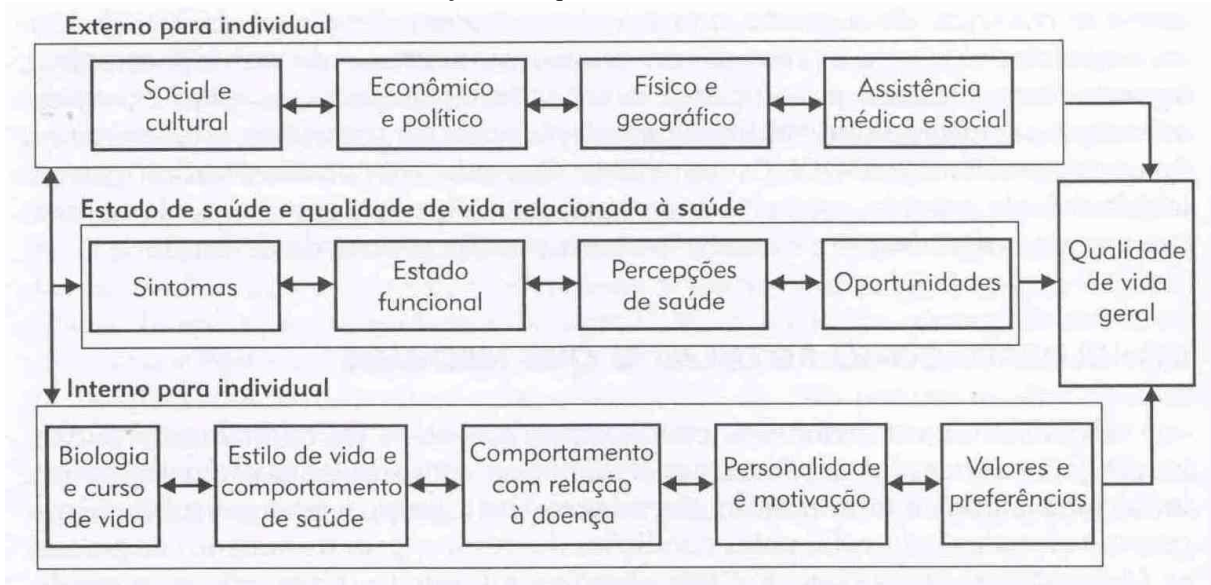 Externo para individual
Social e
cultural
Econômico
e político
Físico e
geográfico
Assistência
médica e social
Estado de saúde e qualidade de vida relacionada à saúde
Sintomas
Estado
funcional
Percepções
de saúde
Oportunidades
Qualidade
de vida
geral
Interno para individual
Biologia
e curso
de vida
Estilo de vida e
comportamento
de saúde
Comportamento
com relação
à doença
Personalidade
e motivação
Valores e
preferências